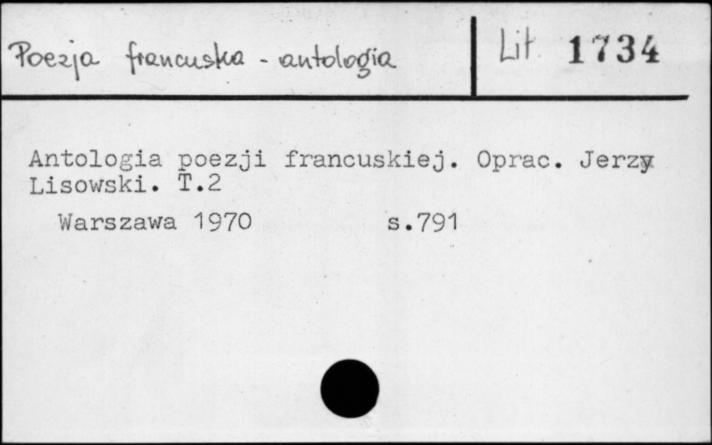 Poezja francuska - antologia
Lit 1734
Antologia poezji francuskiej. Oprac. Jerzy
Lisowski. T.2
Warszawa 1970 s.791